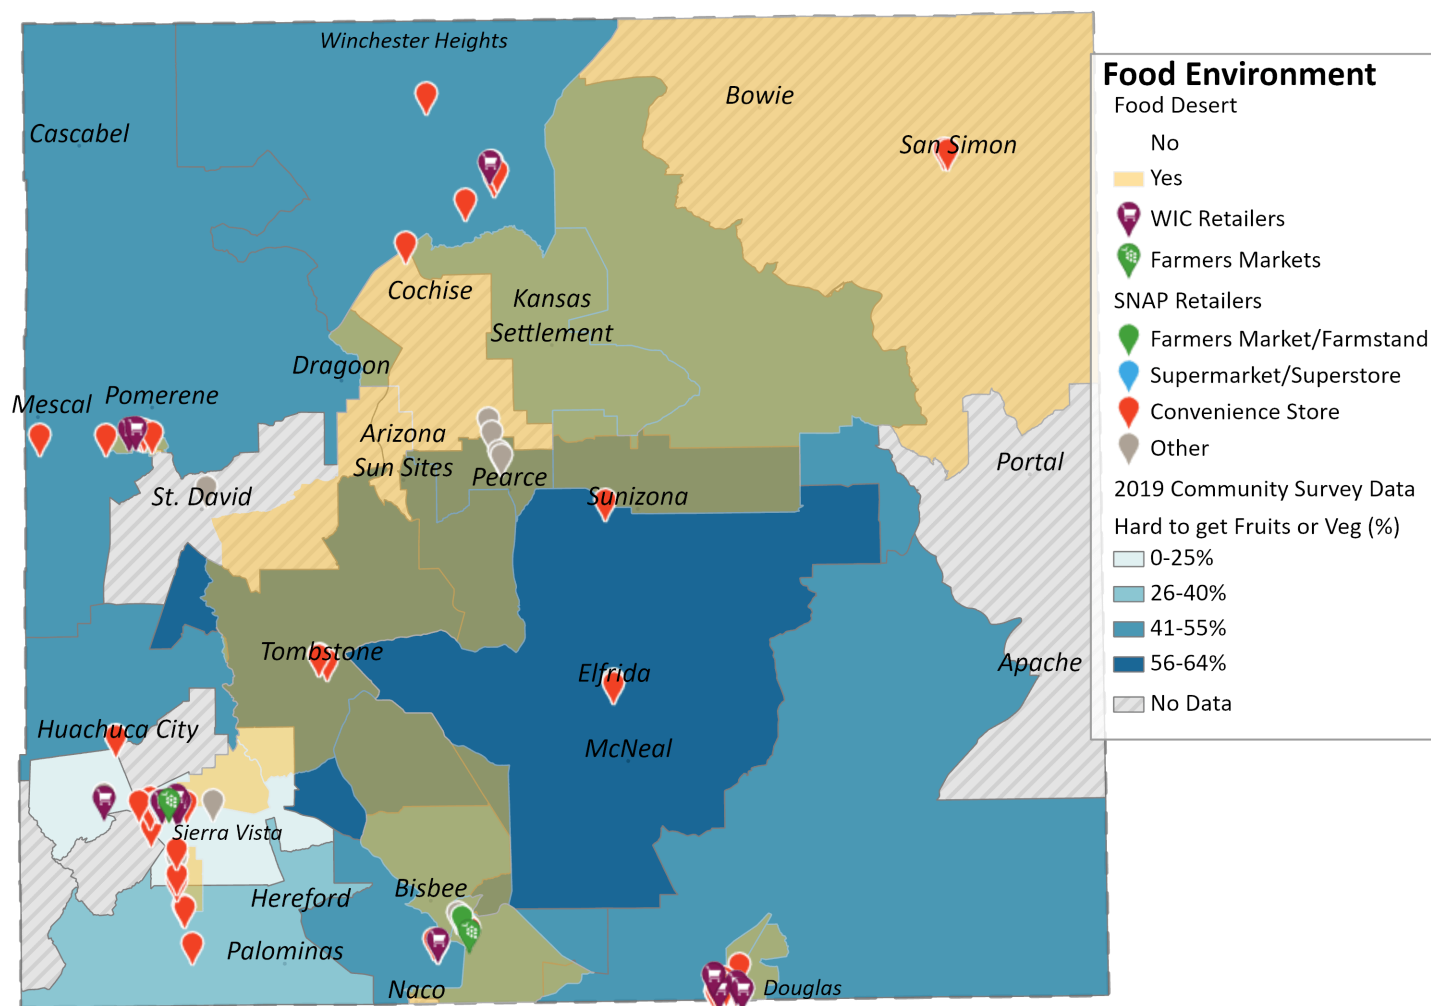 Winchester Heights
Bowie
Cascabel
San Simon
Cochise
Kansas
Settlement
Dragoon
Mescal
Pomerene
Arizona
Sun Sites
Pearce
St. David
Sunizona
Portal
Tombstone
Elfrida
Apache
Huachuca City
McNeal
Sierra Vista
Hereford
Bisbee
Palominas
Naco
Douglas
Food Environment
Food Desert
No
Yes
WIC Retailers
Farmers Markets
SNAP Retailers
Farmers Market/Farmstand
Supermarket/Superstore
Convenience Store
Other
2019 Community Survey Data
Hard to get Fruits or Veg (%)
0-25%
26-40%
41-55%
56-64%
No Data